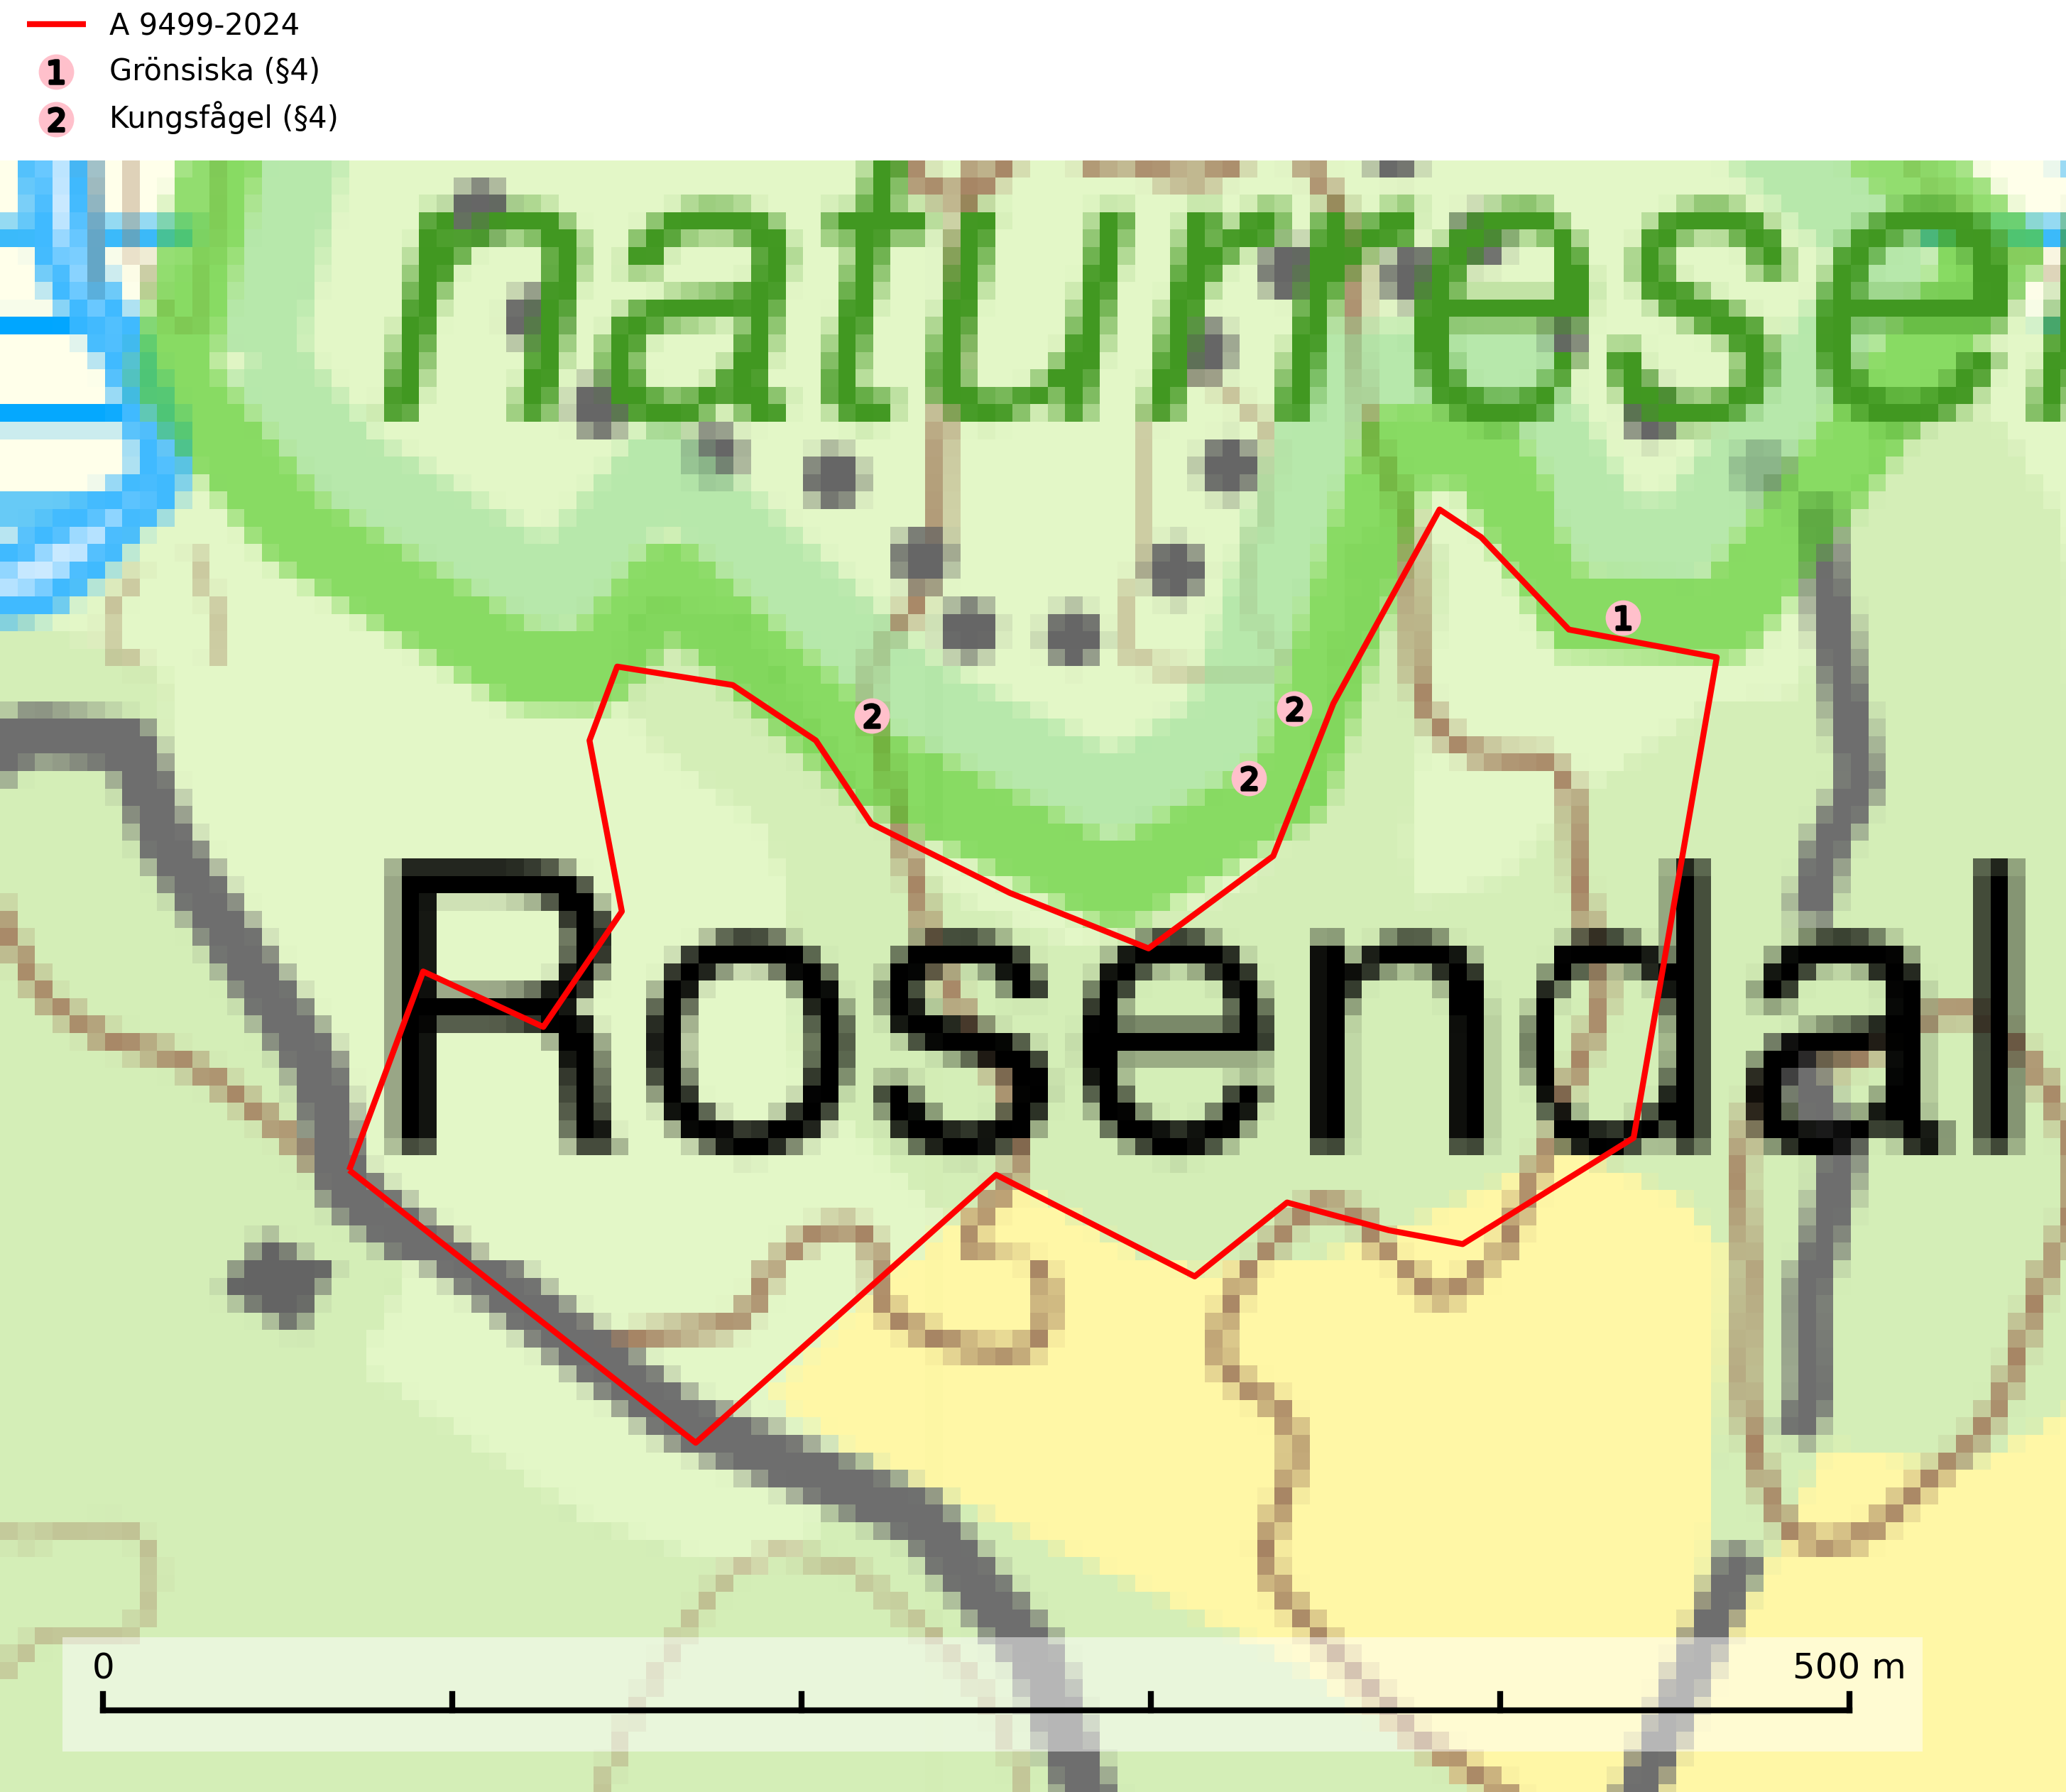 A 9499-2024
1 Grönsiska (§4)
2 Kungsfågel (§4)
naturreser
1
2
2
2
Rosendal
0 500 m